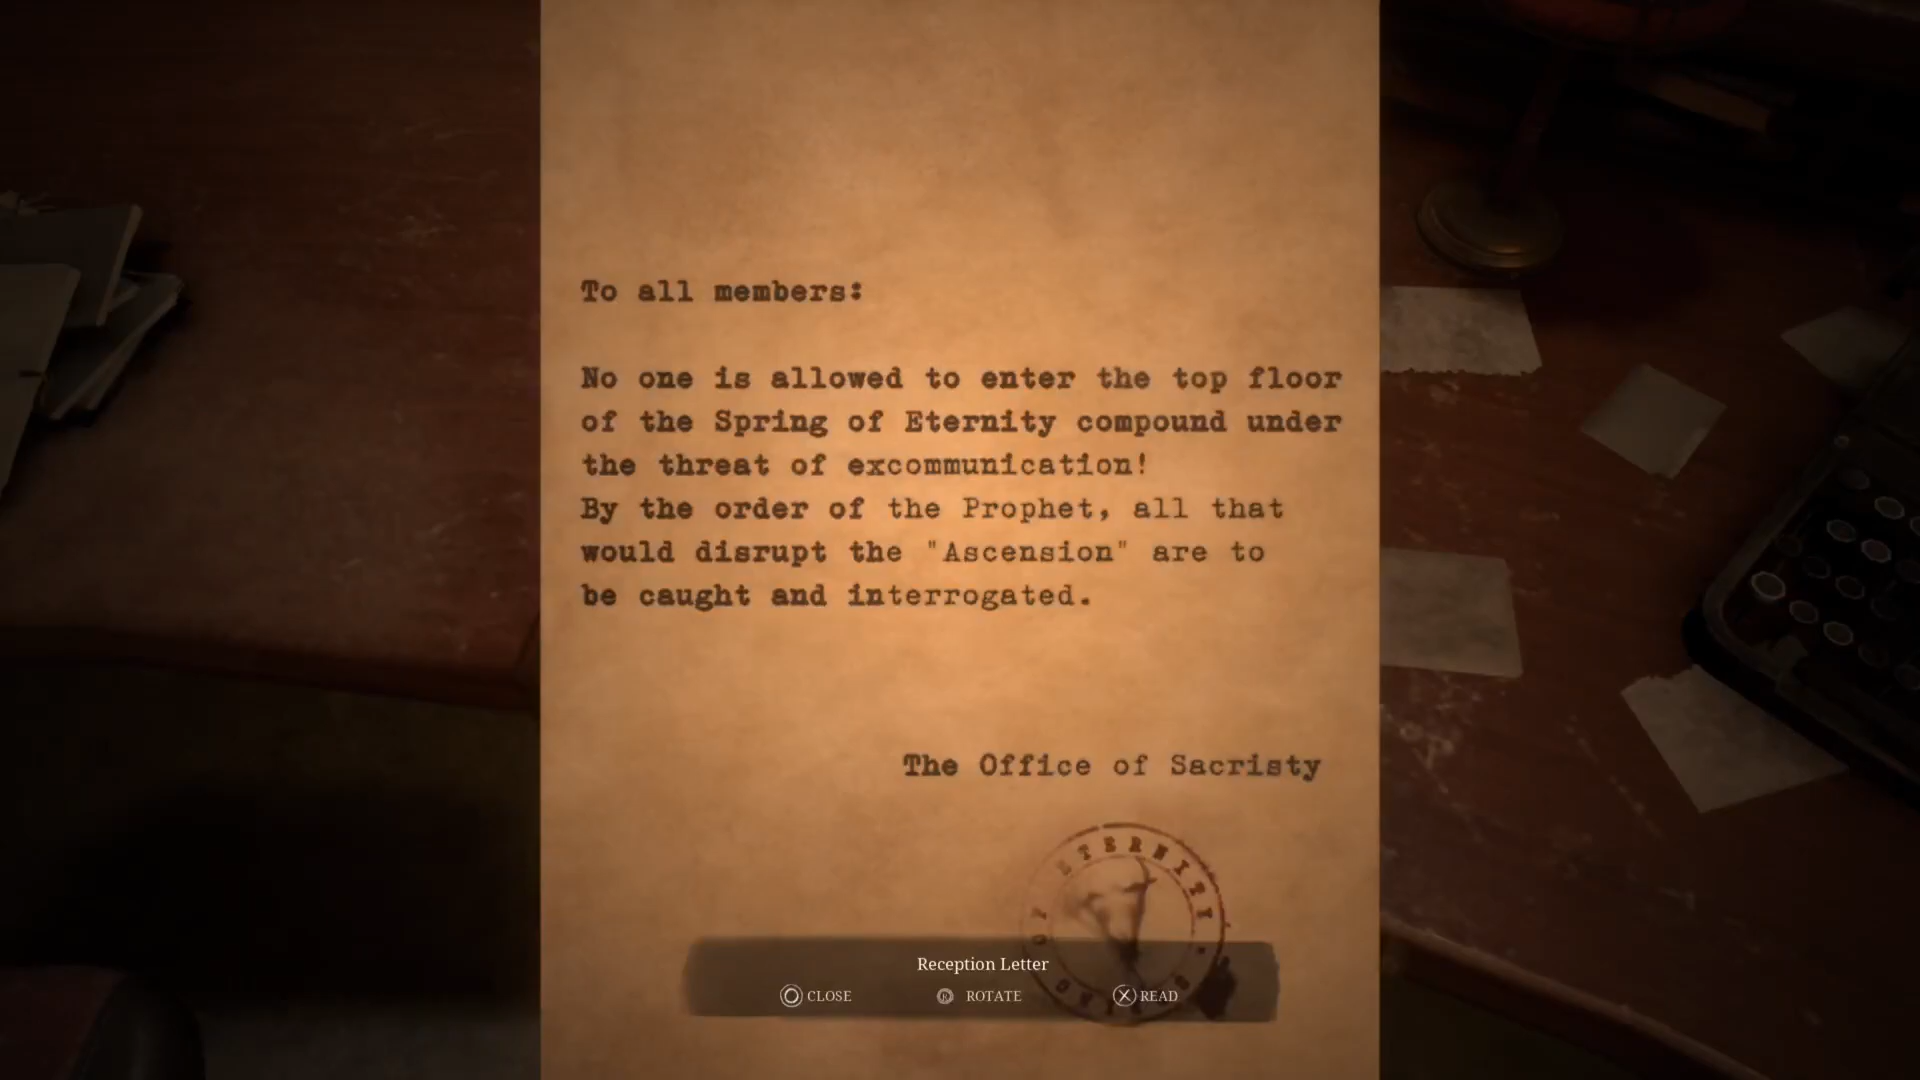 To all members:
No one is allowed to enter the top floor
of the Spring of Eternity compound under
the threat of excommunication!
By the order of the Prophet, all that
would disrupt the "Ascension" are to
be caught and interrogated.
The Office of Sacristy
OF ETERNITY
Reception Letter
CLOSE
ROTATE
READ